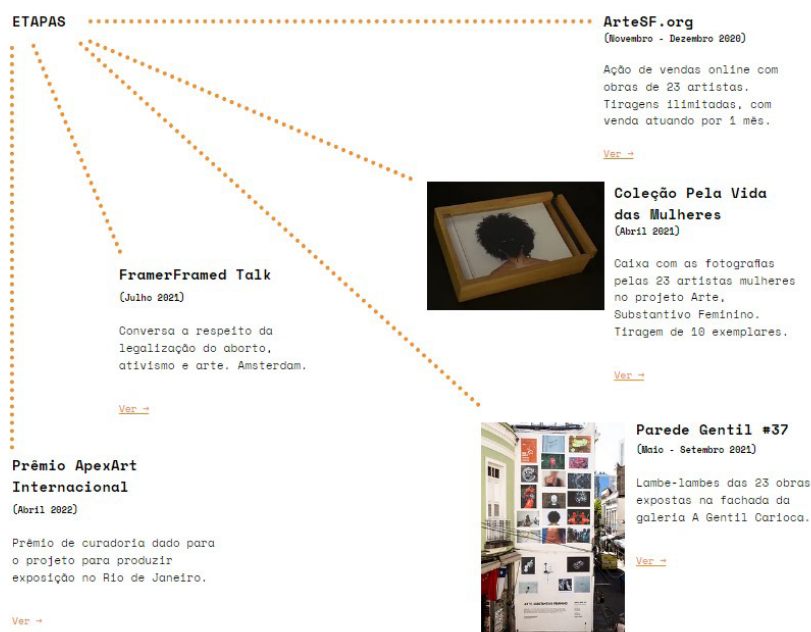 ETAPAS
ArteSF.org
(Novembro - Dezembro 2020)
Ação de vendas online com
obras de 23 artistas.
Tiragens ilimitadas, com
venda atuando por 1 mês.
Ver →
Coleção Pela Vida
das Mulheres
(Abril 2021)
Caixa com as fotografias
pelas 23 artistas mulheres
no projeto Arte,
Substantivo Feminino.
Tiragem de 10 exemplares.
Ver →
FramerFramed Talk
(Julho 2021)
Conversa a respeito da
legalização do aborto,
ativismo e arte. Amsterdam.
Ver →
Parede Gentil #37
(Maio - Setembro 2021)
Lambe-lambes das 23 obras
expostas na fachada da
galeria A Gentil Carioca.
Ver →
Prêmio ApexArt
Internacional
(Abril 2022)
Prêmio de curadoria dado para
o projeto para produzir
exposição no Rio de Janeiro.
Ver →